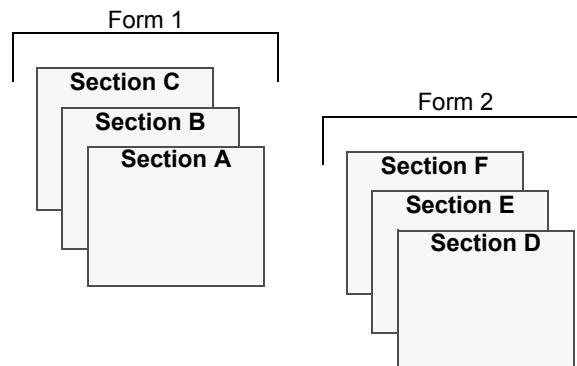 Form 1
Section C
Section B
Section A
Form 2
Section F
Section E
Section D